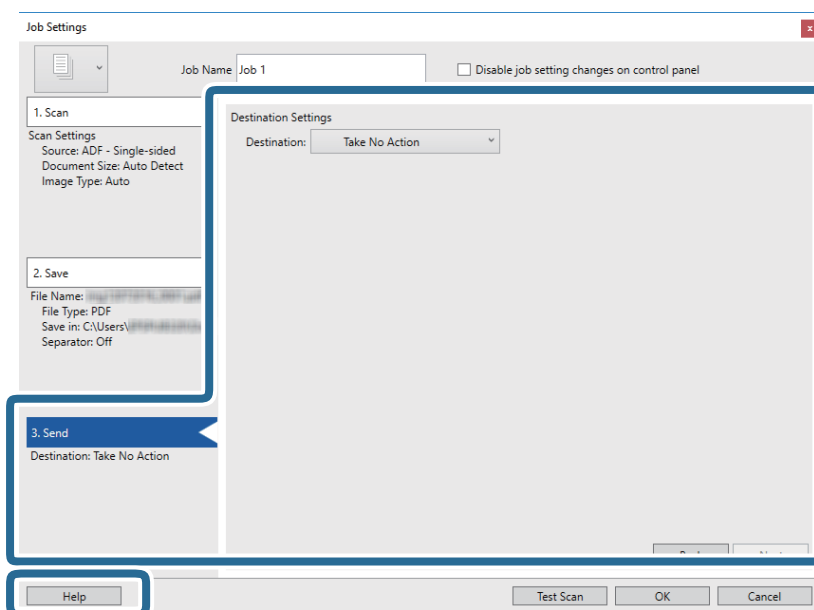 Job Settings
Job Name Job 1
Disable job setting changes on control panel
1. Scan
Scan Settings
Source: ADF - Single-sided
Document Size: Auto Detect
Image Type: Auto
2. Save
File Name:
File Type: PDF
Save in: C:\Users\
Separator: Off
3. Send
Destination: Take No Action
Destination Settings
Destination: Take No Action
Help
Test Scan
OK
Cancel